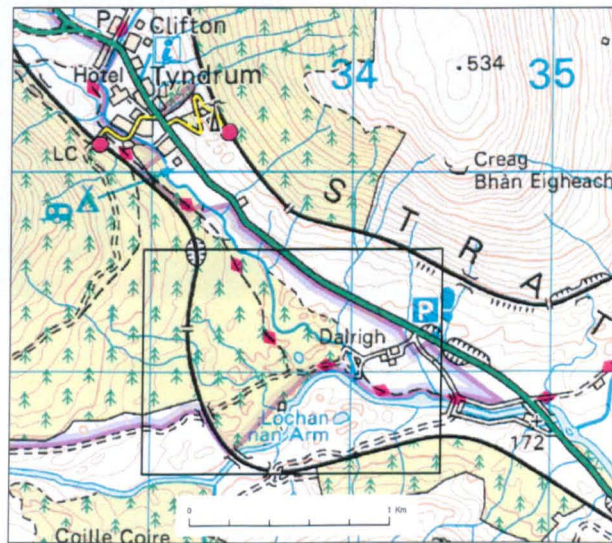 P
Clifton
i
Hotel
Tyndrum
34
35
.534
250
LC
Creag
Bhàn Eigheach
S T R A T
P
Dalrigh
Lochan
nan Arm
172
Coille Coire
0
1 Km